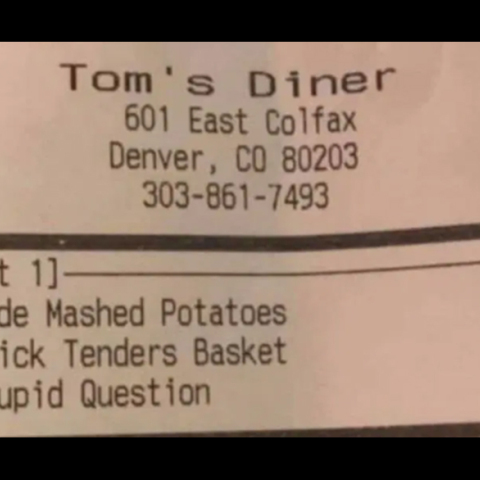 Tom's Diner
601 East Colfax
Denver, CO 80203
303-861-7493
t 1]
de Mashed Potatoes
ick Tenders Basket
upid Question